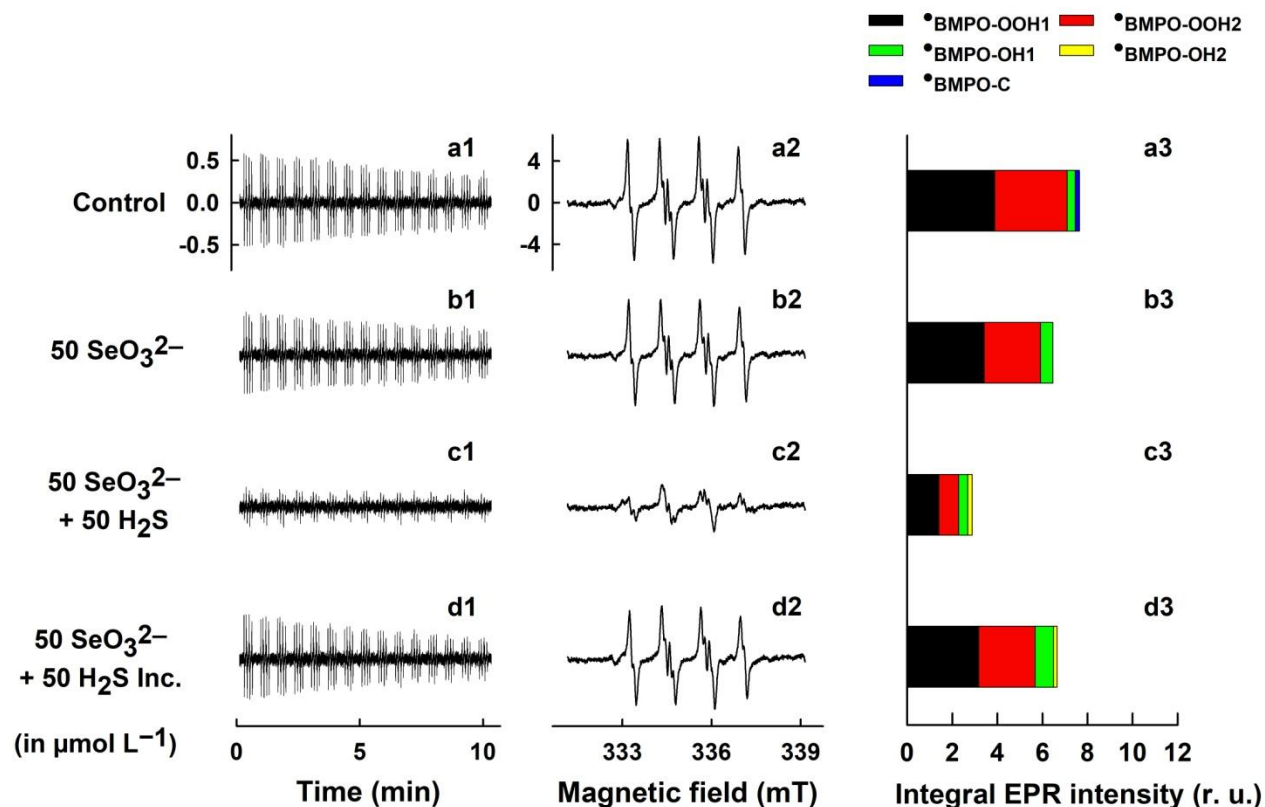 •BMPO-OOH1 •BMPO-OOH2
•BMPO-OH1 •BMPO-OH2
•BMPO-C
a1 a2 a3
Control
0.5
0.0
-0.5
4
0
-4
b1 b2 b3
50 SeO₃²⁻
c1 c2 c3
50 SeO₃²⁻
+ 50 H₂S
d1 d2 d3
50 SeO₃²⁻
+ 50 H₂S Inc.
(in µmol L⁻¹)
0 5 10
333 336 339
0 2 4 6 8 10 12
Time (min) Magnetic field (mT) Integral EPR intensity (r. u.)